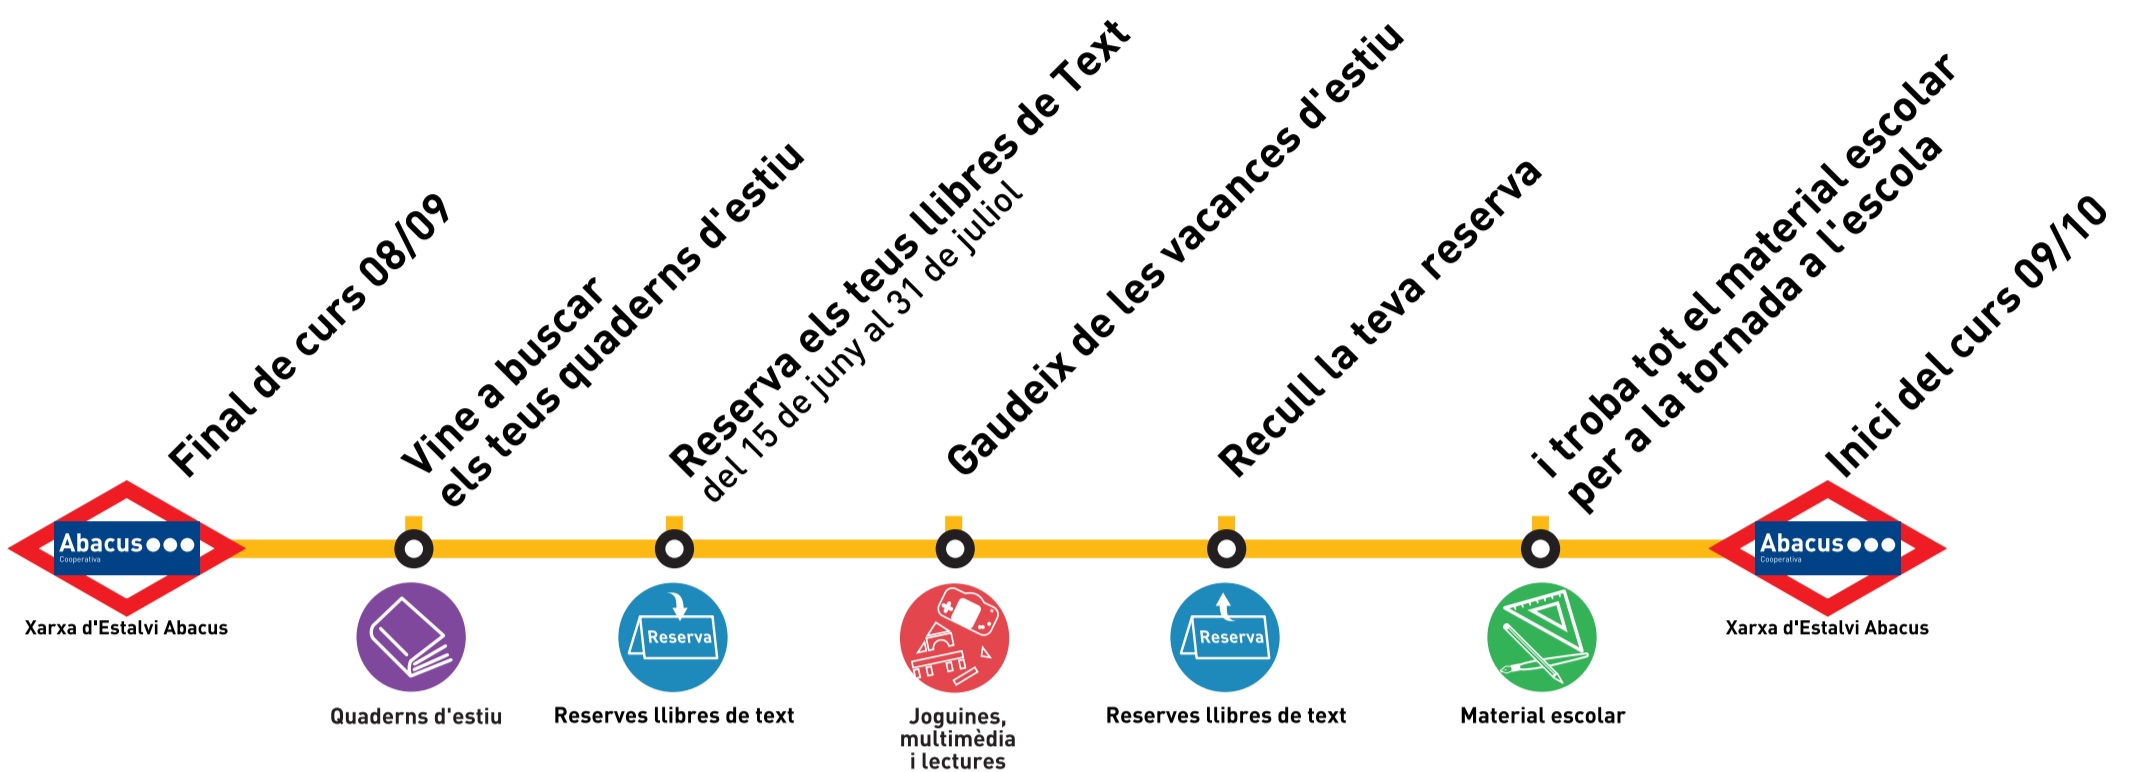 Final de curs 08/09
Vine a buscar
els teus quaderns d'estiu
Reserva els teus llibres de Text
del 15 de juny al 31 de juliol
Gaudeix de les vacances d'estiu
Recull la teva reserva
i troba tot el material escolar
per a la tornada a l'escola
Inici del curs 09/10
Abacus
Cooperativa
Xarxa d'Estalvi Abacus
Quaderns d'estiu
Reserva
Reserves llibres de text
Joguines,
multimèdia
i lectures
Reserva
Reserves llibres de text
Material escolar
Abacus
Cooperativa
Xarxa d'Estalvi Abacus